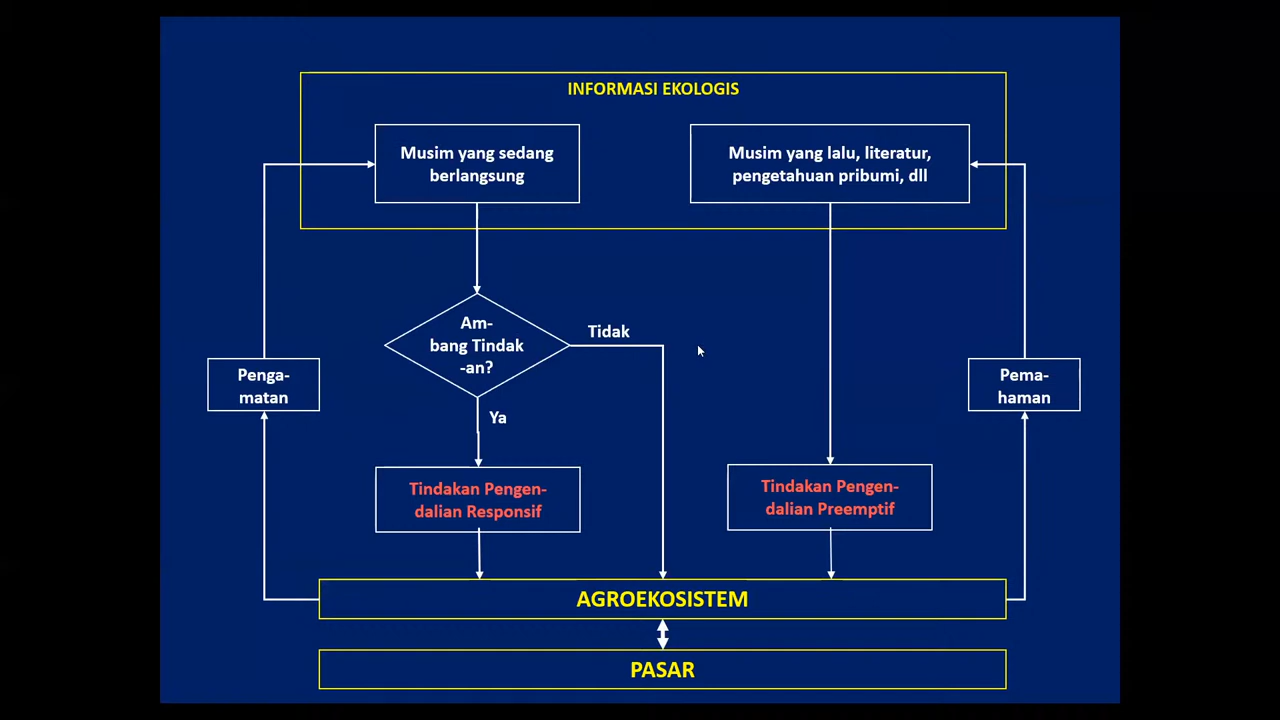 INFORMASI EKOLOGIS
Musim yang sedang
berlangsung
Musim yang lalu, literatur,
pengetahuan pribumi, dll
Am-
bang Tindak
-an?
Tidak
Ya
Penga-
matan
Pema-
haman
Tindakan Pengen-
dalian Responsif
Tindakan Pengen-
dalian Preemptif
AGROEKOSISTEM
PASAR